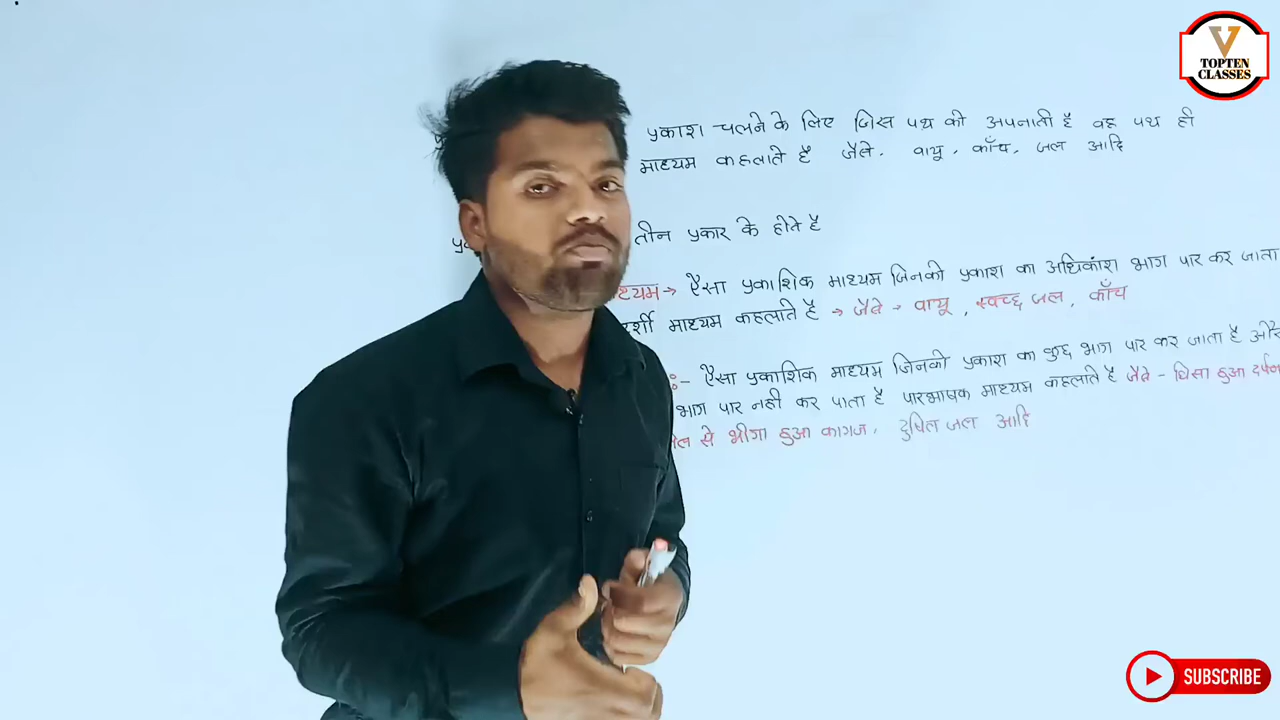 TOPTEN
CLASSES
प्रकाश चलने के लिए जिस पथ को अपनाती है वह पथ ही
माध्यम कहलाते है जैसे. वायु, काँच, जल आदि
तीन प्रकार के होते है
ऐसा प्रकाशिक माध्यम जिनको प्रकाश का अधिकांश भाग पार कर जाता
माध्यम कहलाते है → जैसे → वायु, स्वच्छ जल, काँच
:- ऐसा प्रकाशिक माध्यम जिनको प्रकाश का कुछ भाग पार कर जाता है और
भाग पार नही कर पाता है पारभाषक माध्यम कहलाते है जैसे - घिसा हुआ दर्पण
से भीगा हुआ कागज, दुषित जल आदि
SUBSCRIBE